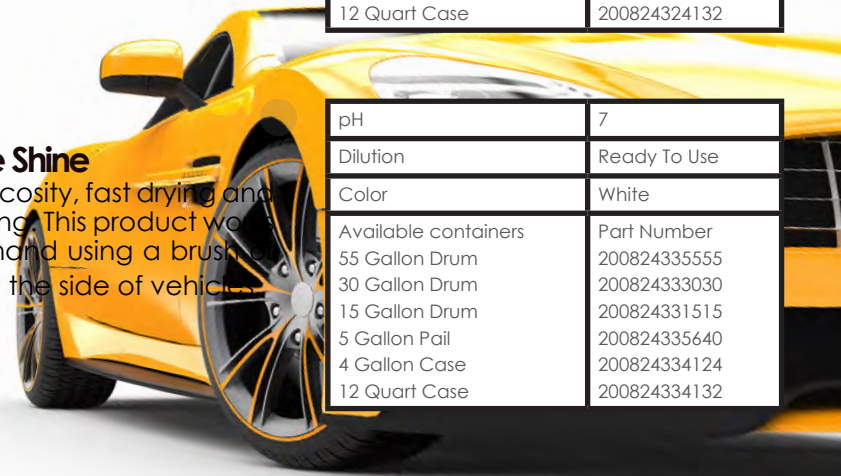 12 Quart Case 200824324132
e Shine
cosity, fast drying and
ng. This product wo
hand using a brush or
the side of vehicles.
pH 7
Dilution Ready To Use
Color White
Available containers Part Number
55 Gallon Drum 200824335555
30 Gallon Drum 200824333030
15 Gallon Drum 200824331515
5 Gallon Pail 200824335640
4 Gallon Case 200824334124
12 Quart Case 200824334132